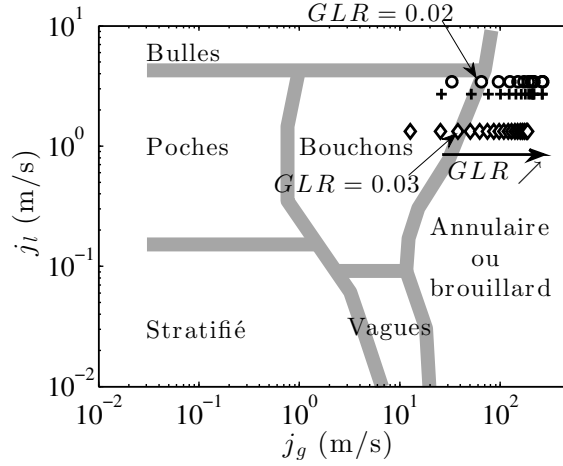 GLR = 0.02
10^1
Bulles
10^0
Poches
Bouchons
GLR = 0.03
GLR
j_l (m/s)
10^{-1}
Annulaire
ou
brouillard
Stratifié
Vagues
10^{-2}
10^{-2}
10^{-1}
10^0
10^1
10^2
j_g (m/s)